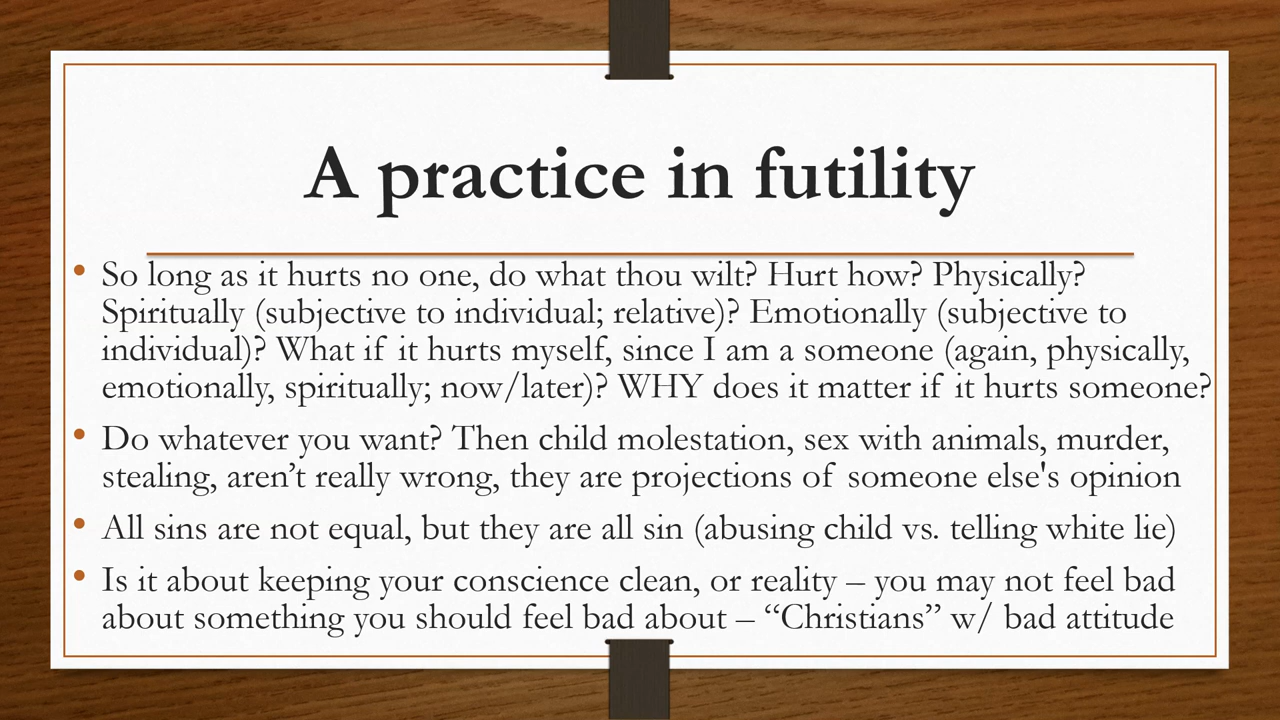 A practice in futility
• So long as it hurts no one, do what thou wilt? Hurt how? Physically?
Spiritually (subjective to individual; relative)? Emotionally (subjective to
individual)? What if it hurts myself, since I am a someone (again, physically,
emotionally, spiritually; now/later)? WHY does it matter if it hurts someone?
• Do whatever you want? Then child molestation, sex with animals, murder,
stealing, aren’t really wrong, they are projections of someone else's opinion
• All sins are not equal, but they are all sin (abusing child vs. telling white lie)
• Is it about keeping your conscience clean, or reality – you may not feel bad
about something you should feel bad about – “Christians” w/ bad attitude